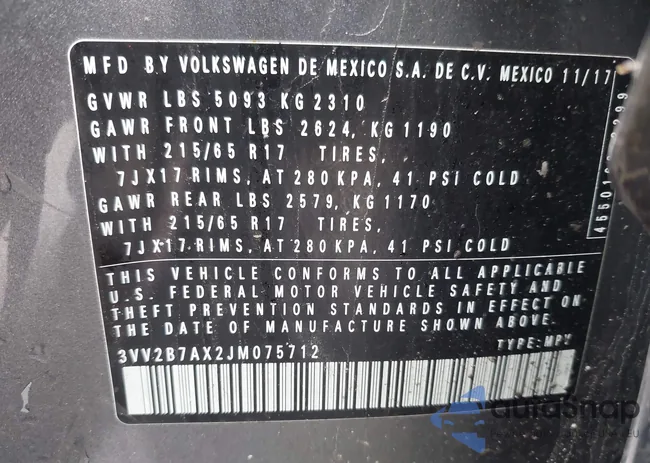 MFD BY VOLKSWAGEN DE MEXICO S.A. DE C.V. MEXICO 11/17
GVWR LBS 5093 KG 2310
GAWR FRONT LBS 2624, KG 1190
WITH 215/65 R17 TIRES,
7JX17 RIMS, AT 280 KPA, 41 PSI COLD
GAWR REAR LBS 2579, KG 1170
WITH 215/65 R17 TIRES,
7JX17 RIMS, AT 280 KPA, 41 PSI COLD
THIS VEHICLE CONFORMS TO ALL APPLICABLE
U.S. FEDERAL MOTOR VEHICLE SAFETY AND
THEFT PREVENTION STANDARDS IN EFFECT ON
THE DATE OF MANUFACTURE SHOWN ABOVE.
3VV2B7AX2JM075712
TYPE: MPV
autosnap